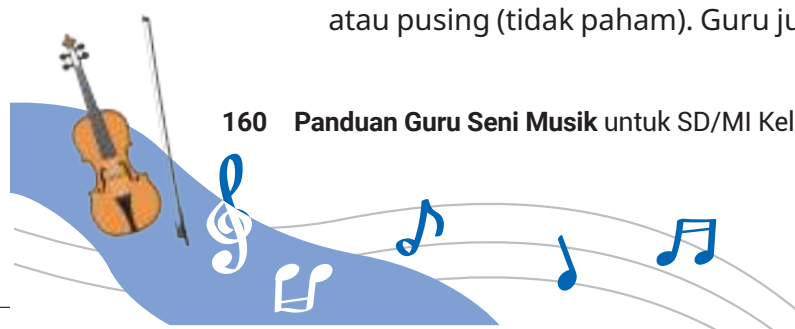 atau pusing (tidak paham). Guru ju
160 Panduan Guru Seni Musik untuk SD/MI Kel